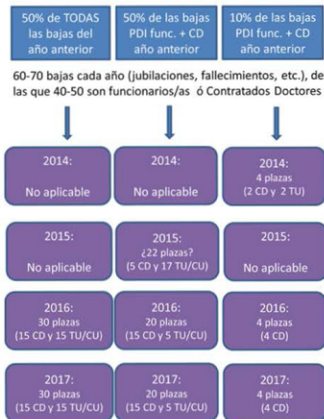 50% de TODAS
las bajas del
año anterior
50% de las bajas
PDI func. + CD
año anterior
10% de las bajas
PDI func. + CD
año anterior
60-70 bajas cada año (jubilaciones, fallecimientos, etc.), de
las que 40-50 son funcionarios/as ó Contratados Doctores
2014:
No aplicable
2014:
No aplicable
2014:
4 plazas
(2 CD y 2 TU)
2015:
No aplicable
2015:
¿22 plazas?
(5 CD y 17 TU/CU)
2015:
No aplicable
2016:
30 plazas
(15 CD y 15 TU/CU)
2016:
20 plazas
(15 CD y 5 TU/CU)
2016:
4 plazas
(4 CD)
2017:
30 plazas
(15 CD y 15 TU/CU)
2017:
20 plazas
(15 CD y 5 TU/CU)
2017:
4 plazas
(4 CD)